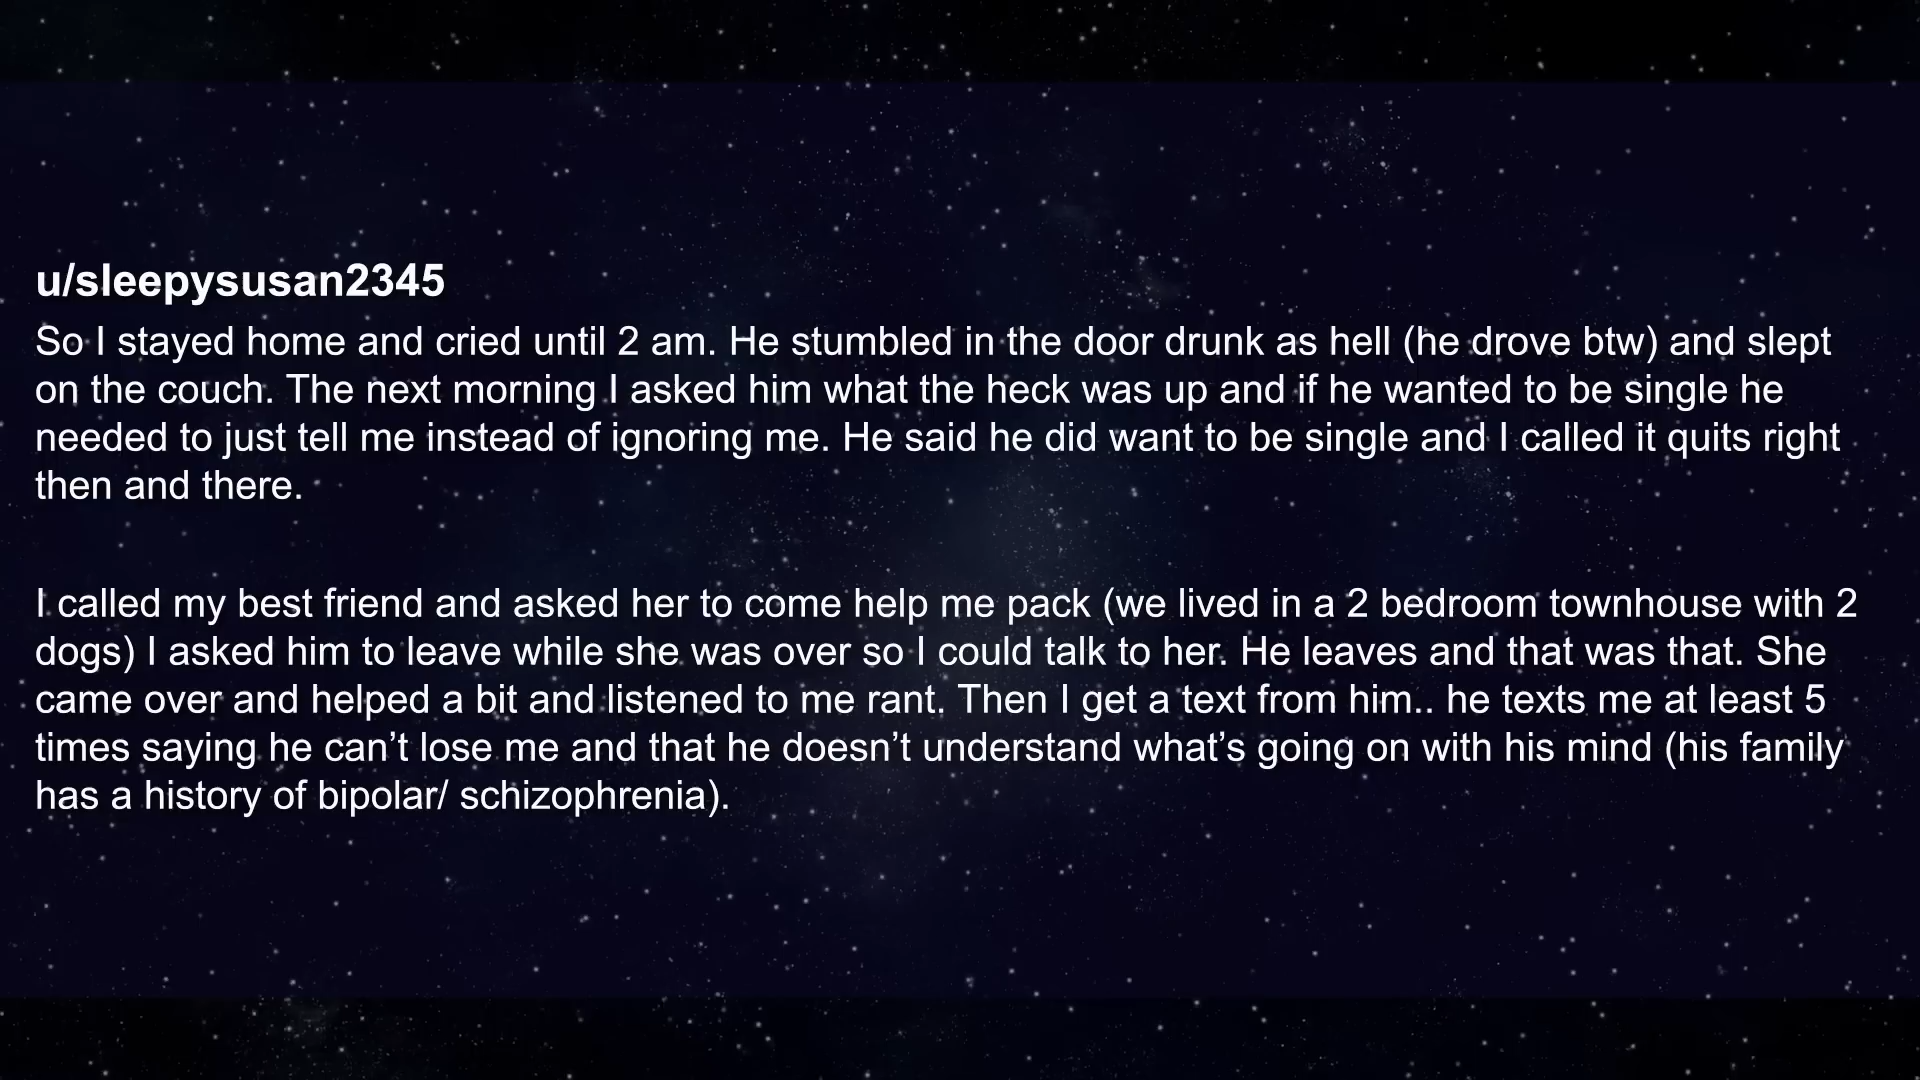 u/sleepysusan2345
So I stayed home and cried until 2 am. He stumbled in the door drunk as hell (he drove btw) and slept
on the couch. The next morning I asked him what the heck was up and if he wanted to be single he
needed to just tell me instead of ignoring me. He said he did want to be single and I called it quits right
then and there.
I called my best friend and asked her to come help me pack (we lived in a 2 bedroom townhouse with 2
dogs) I asked him to leave while she was over so I could talk to her. He leaves and that was that. She
came over and helped a bit and listened to me rant. Then I get a text from him.. he texts me at least 5
times saying he can’t lose me and that he doesn’t understand what’s going on with his mind (his family
has a history of bipolar/ schizophrenia).